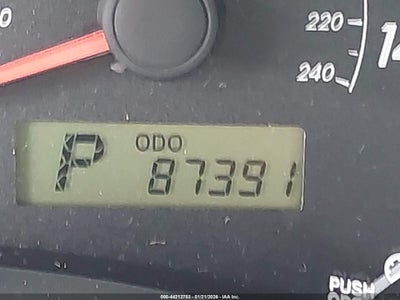 220
240
ODO
P 87391
PUSH
000-44212753 - 01/21/2026 - IAA Inc.